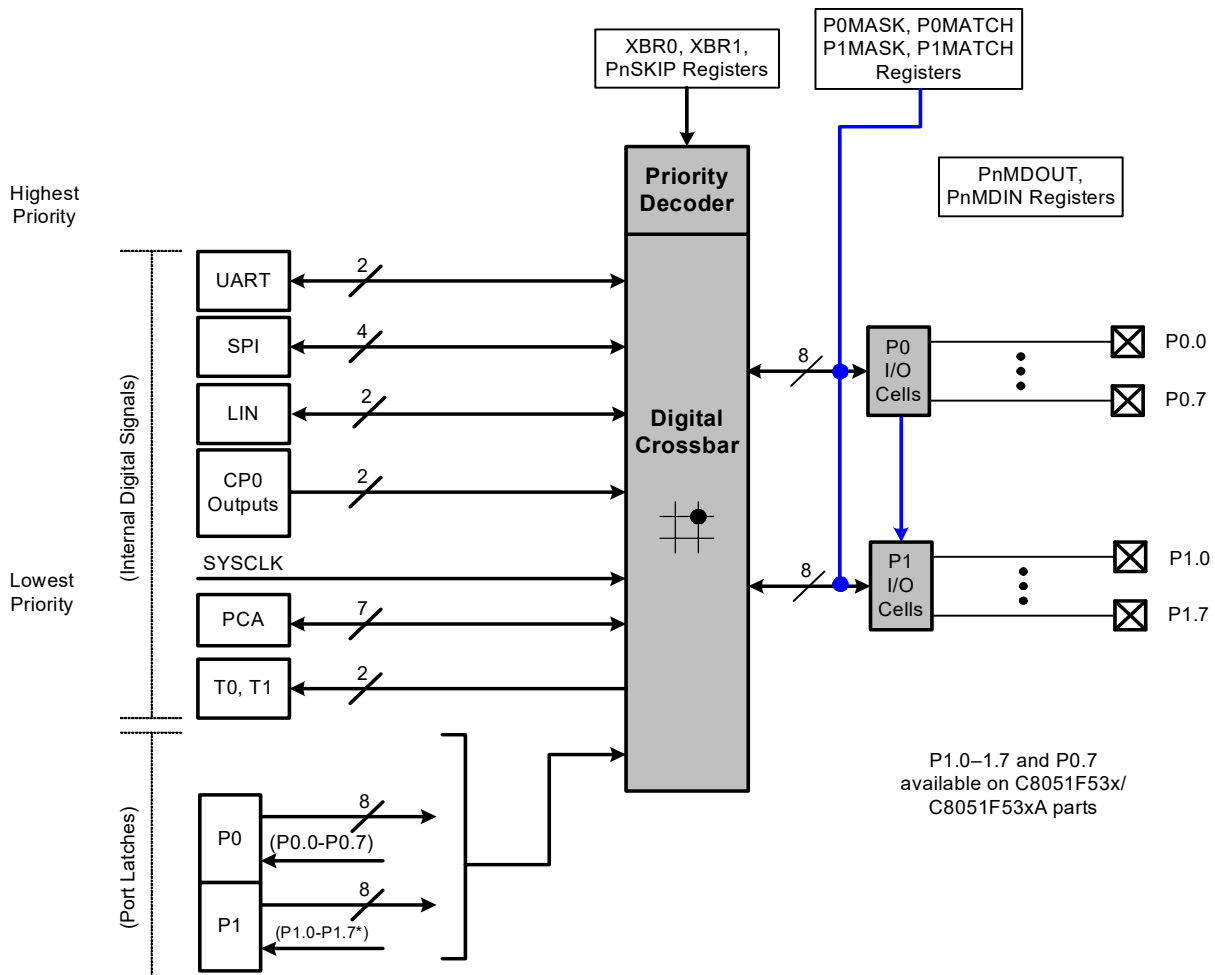 XBR0, XBR1,
PnSKIP Registers
P0MASK, P0MATCH
P1MASK, P1MATCH
Registers
PnMDOUT,
PnMDIN Registers
Priority
Decoder
Digital
Crossbar
Highest
Priority
Lowest
Priority
(Internal Digital Signals)
(Port Latches)
UART
2
SPI
4
LIN
2
CP0
Outputs
2
SYSCLK
PCA
7
T0, T1
2
P0
8
(P0.0-P0.7)
P1
8
(P1.0-P1.7*)
8
P0
I/O
Cells
P0.0
P0.7
8
P1
I/O
Cells
P1.0
P1.7
P1.0–1.7 and P0.7
available on C8051F53x/
C8051F53xA parts